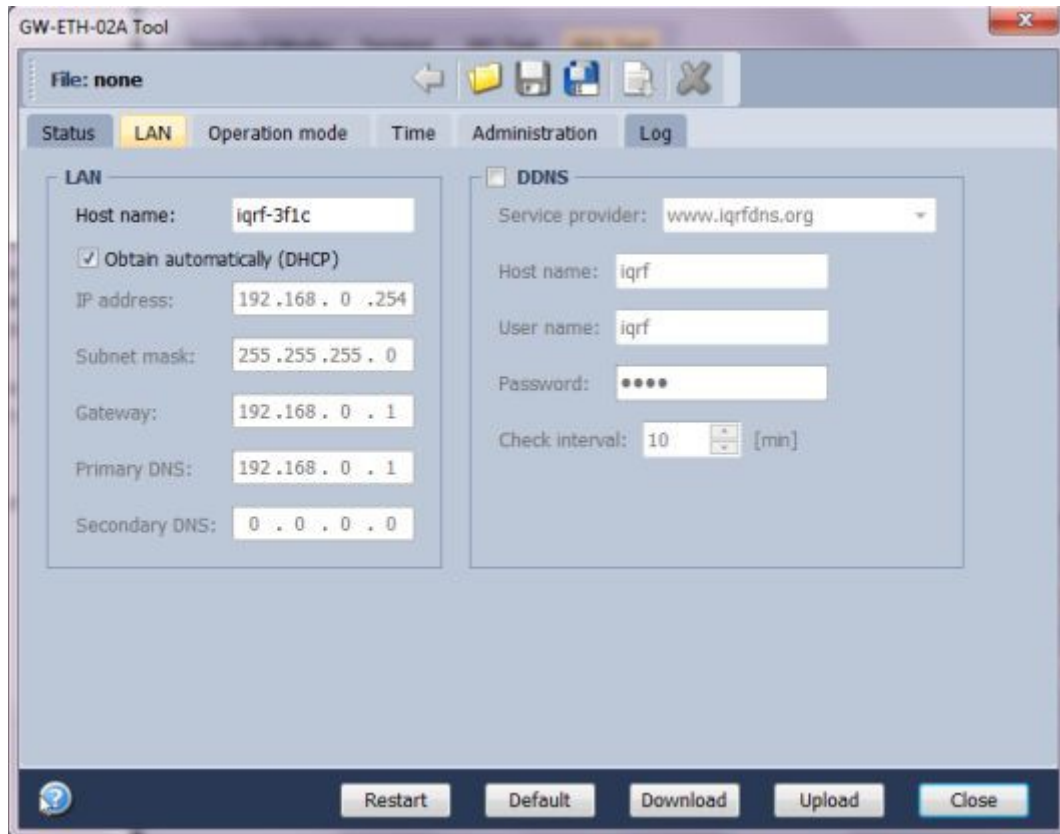 GW-ETH-02A Tool
File: none
Status LAN Operation mode Time Administration Log
LAN
Host name: iqrf-3f1c
Obtain automatically (DHCP)
IP address: 192 .168 . 0 .254
Subnet mask: 255 .255 .255 . 0
Gateway: 192 .168 . 0 . 1
Primary DNS: 192 .168 . 0 . 1
Secondary DNS: 0 . 0 . 0 . 0
DDNS
Service provider: www.iqrfdns.org
Host name: iqrf
User name: iqrf
Password: ●●●●
Check interval: 10 [min]
Restart Default Download Upload Close